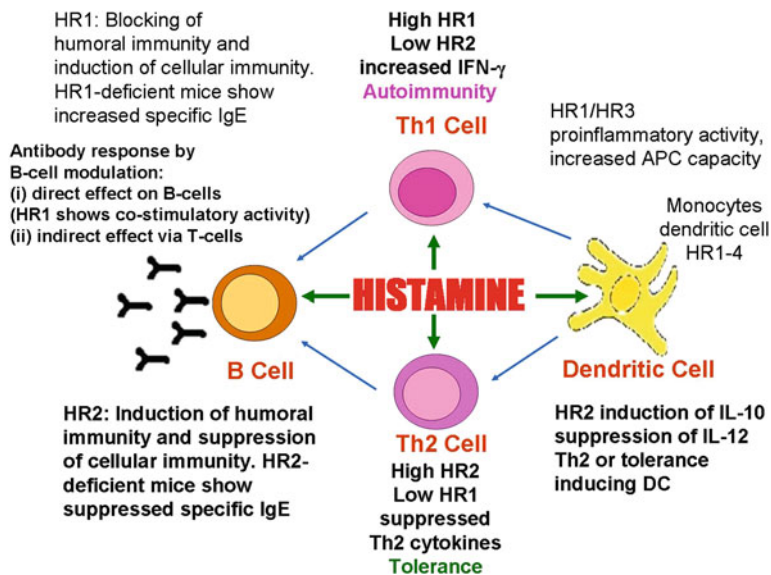 HR1: Blocking of
humoral immunity and
induction of cellular immunity.
HR1-deficient mice show
increased specific IgE
High HR1
Low HR2
increased IFN-γ
Autoimmunity
Th1 Cell
HR1/HR3
proinflammatory activity,
increased APC capacity
Antibody response by
B-cell modulation:
(i) direct effect on B-cells
(HR1 shows co-stimulatory activity)
(ii) indirect effect via T-cells
Monocytes
dendritic cell
HR1-4
HISTAMINE
B Cell
Dendritic Cell
HR2: Induction of humoral
immunity and suppression
of cellular immunity. HR2-
deficient mice show
suppressed specific IgE
Th2 Cell
High HR2
Low HR1
suppressed
Th2 cytokines
Tolerance
HR2 induction of IL-10
suppression of IL-12
Th2 or tolerance
inducing DC